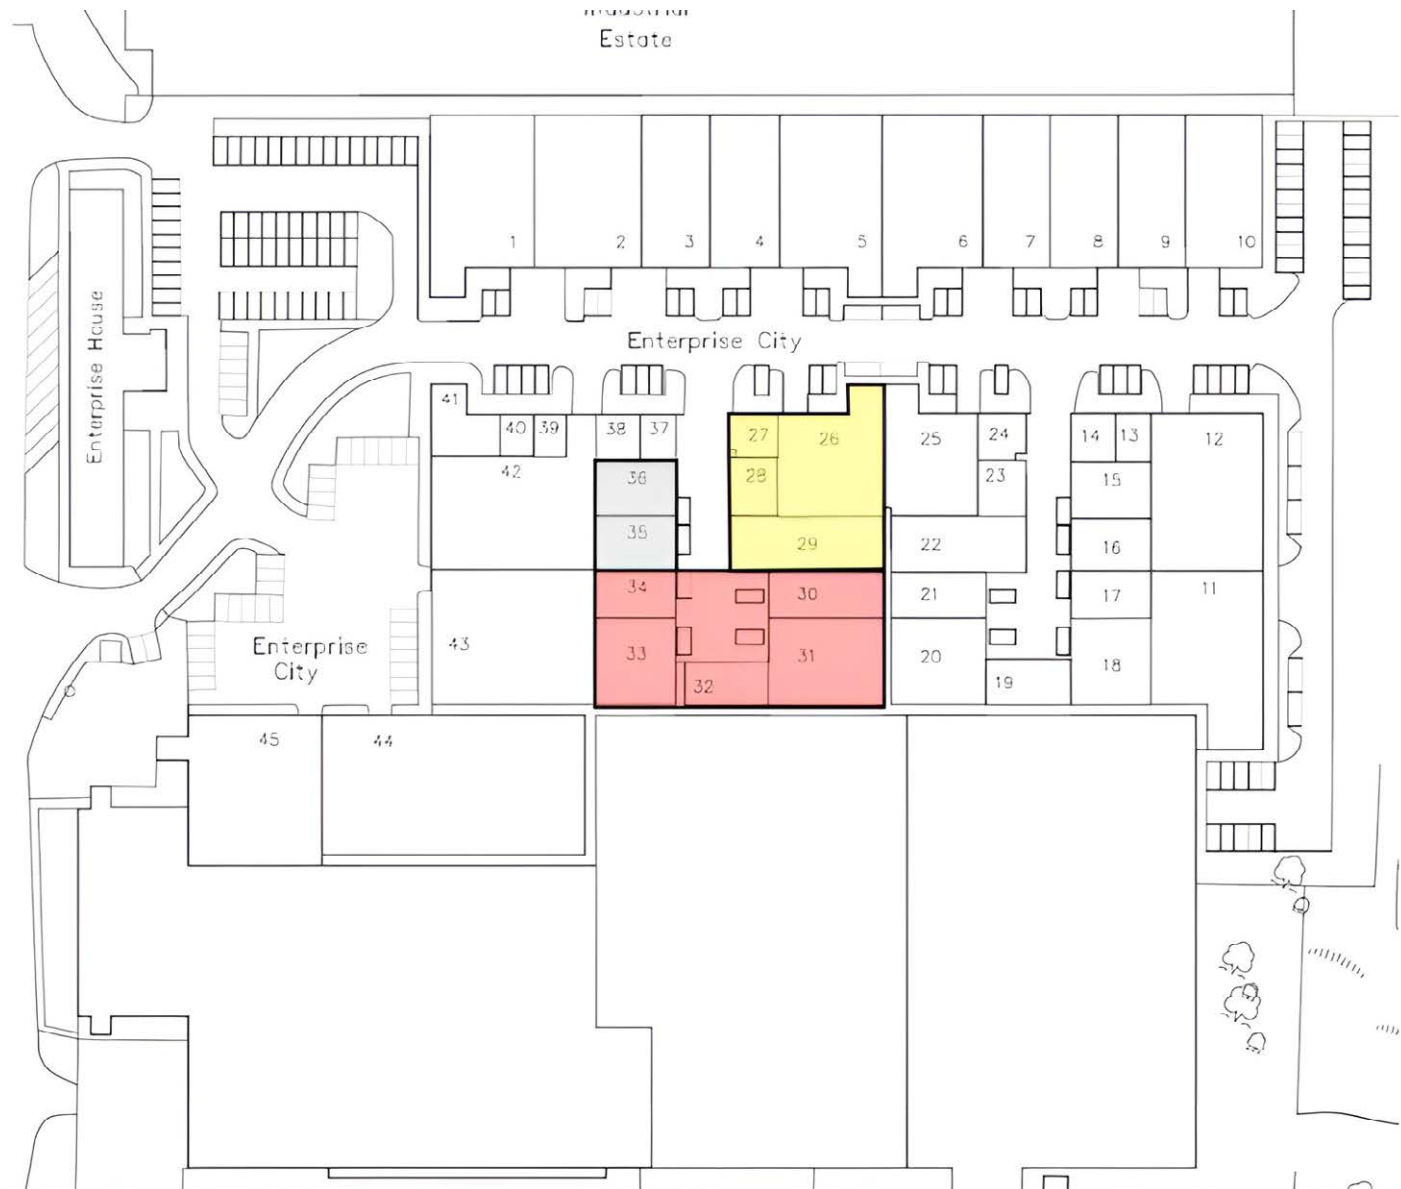 Industrial
Estate
1 2 3 4 5 6 7 8 9 10
Enterprise House
Enterprise City
41
40 39 38 37 27 26 25 24 14 13 12
42 36 28 23 15
35 29 22 16
34 30 21 17 11
Enterprise
City
43 33 31 20 18
32 19
45 44